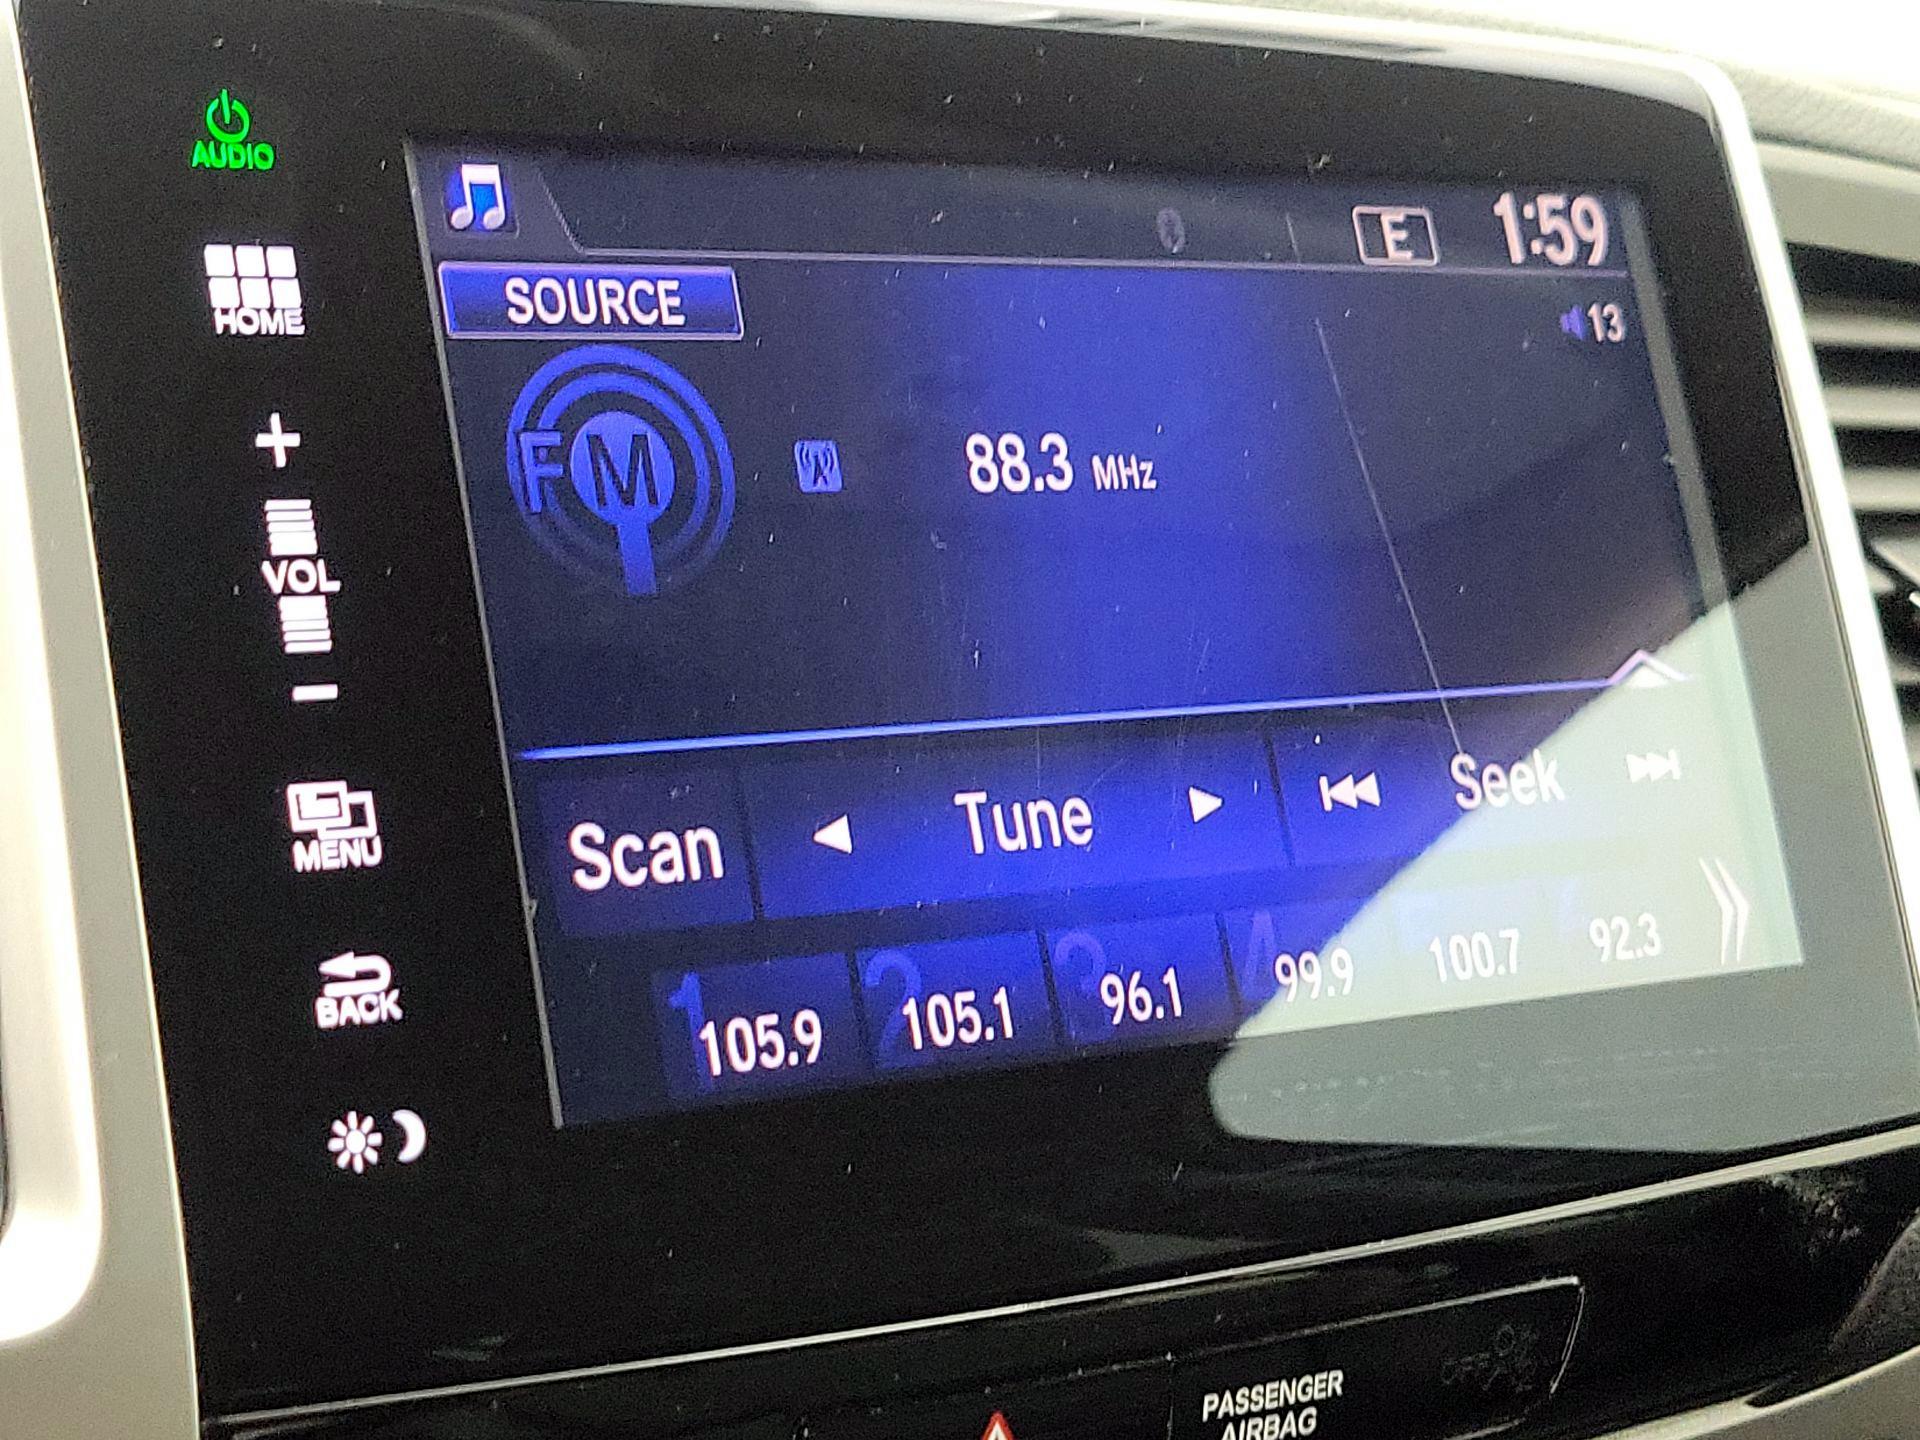 AUDIO
E 1:59
SOURCE
13
HOME
FM 88.3 MHz
VOL
Scan Tune Seek
MENU
1 2 3 4
105.9 105.1 96.1 99.9 100.7 92.3
BACK
PASSENGER
AIRBAG